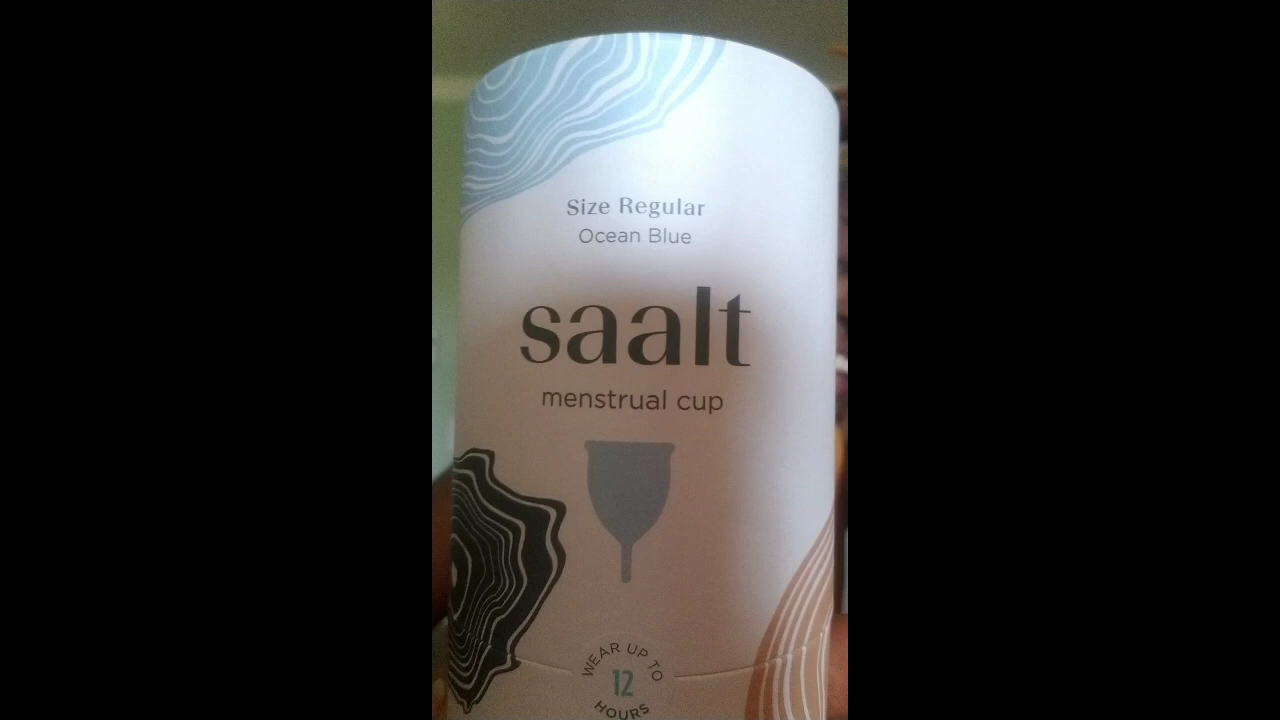 Size Regular
Ocean Blue
saalt
menstrual cup
WEAR UP TO
12
HOURS